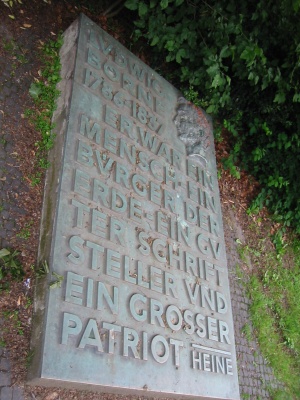 LVDWIG
BÖRNE
1786-1837
ER WAR EIN
MENSCH · EIN
BVRGER DER
ERDE · EIN GV
TER SCHRIFT
STELLER VND
EIN GROSSER
PATRIOT HEINE